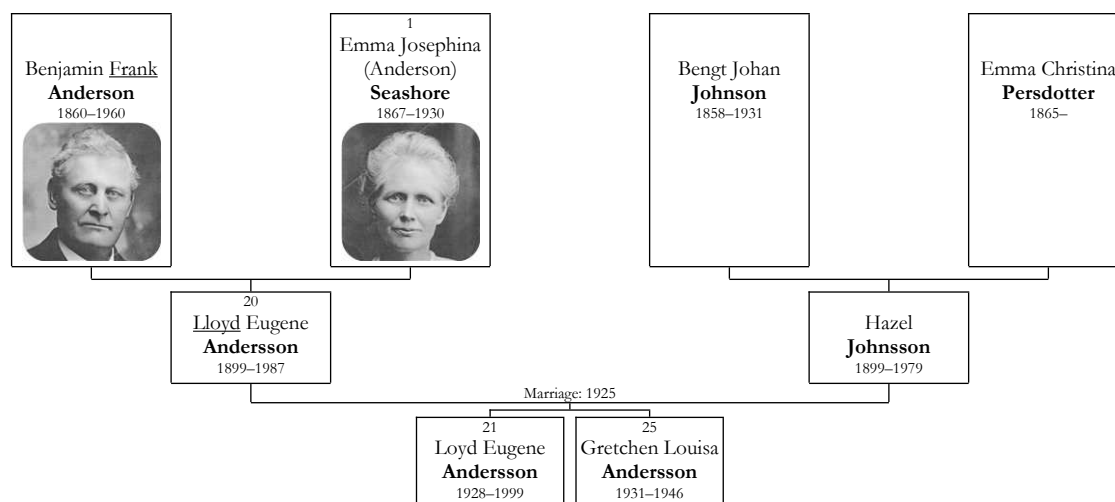 Benjamin Frank
Anderson
1860–1960
1
Emma Josephina
(Anderson)
Seashore
1867–1930
Bengt Johan
Johnson
1858–1931
Emma Christina
Persdotter
1865–
20
Lloyd Eugene
Andersson
1899–1987
Hazel
Johnsson
1899–1979
Marriage: 1925
21
Loyd Eugene
Andersson
1928–1999
25
Gretchen Louisa
Andersson
1931–1946